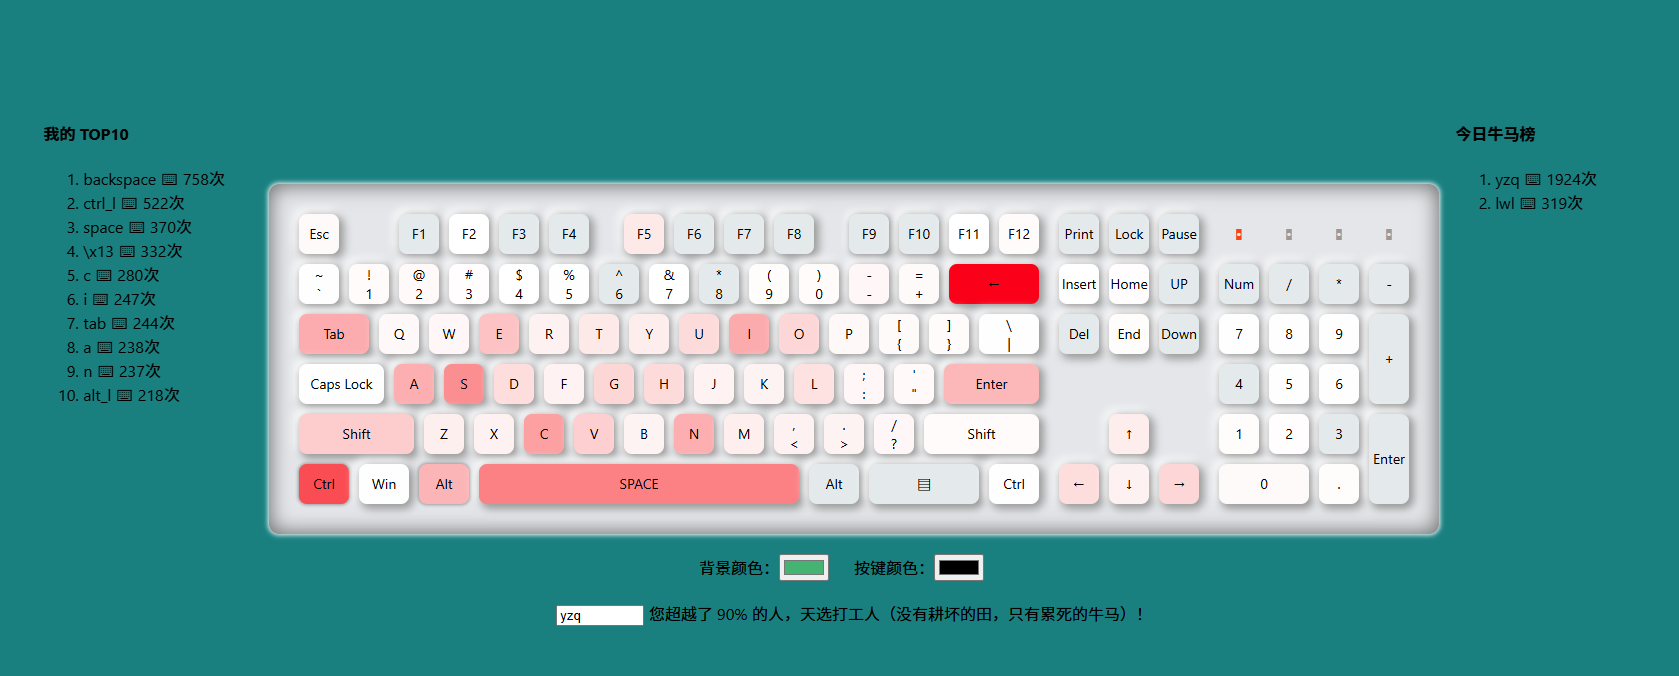 我的 TOP10
1. backspace ⌨ 758次
2. ctrl_l ⌨ 522次
3. space ⌨ 370次
4. \x13 ⌨ 332次
5. c ⌨ 280次
6. i ⌨ 247次
7. tab ⌨ 244次
8. a ⌨ 238次
9. n ⌨ 237次
10. alt_l ⌨ 218次
Esc F1 F2 F3 F4 F5 F6 F7 F8 F9 F10 F11 F12 Print Lock Pause
~ ! @ # $ % ^ & * ( ) - = ← Insert Home UP Num / * -
` 1 2 3 4 5 6 7 8 9 0 - +
Tab Q W E R T Y U I O P [ ] \ Del End Down 7 8 9 +
{ } |
Caps Lock A S D F G H J K L ; ' Enter 4 5 6
: "
Shift Z X C V B N M , . / Shift ↑ 1 2 3 Enter
< > ?
Ctrl Win Alt SPACE Alt ▤ Ctrl ← ↓ → 0 .
今日牛马榜
1. yzq ⌨ 1924次
2. lwl ⌨ 319次
背景颜色： 按键颜色：
yzq 您超越了 90% 的人，天选打工人（没有耕坏的田，只有累死的牛马）！